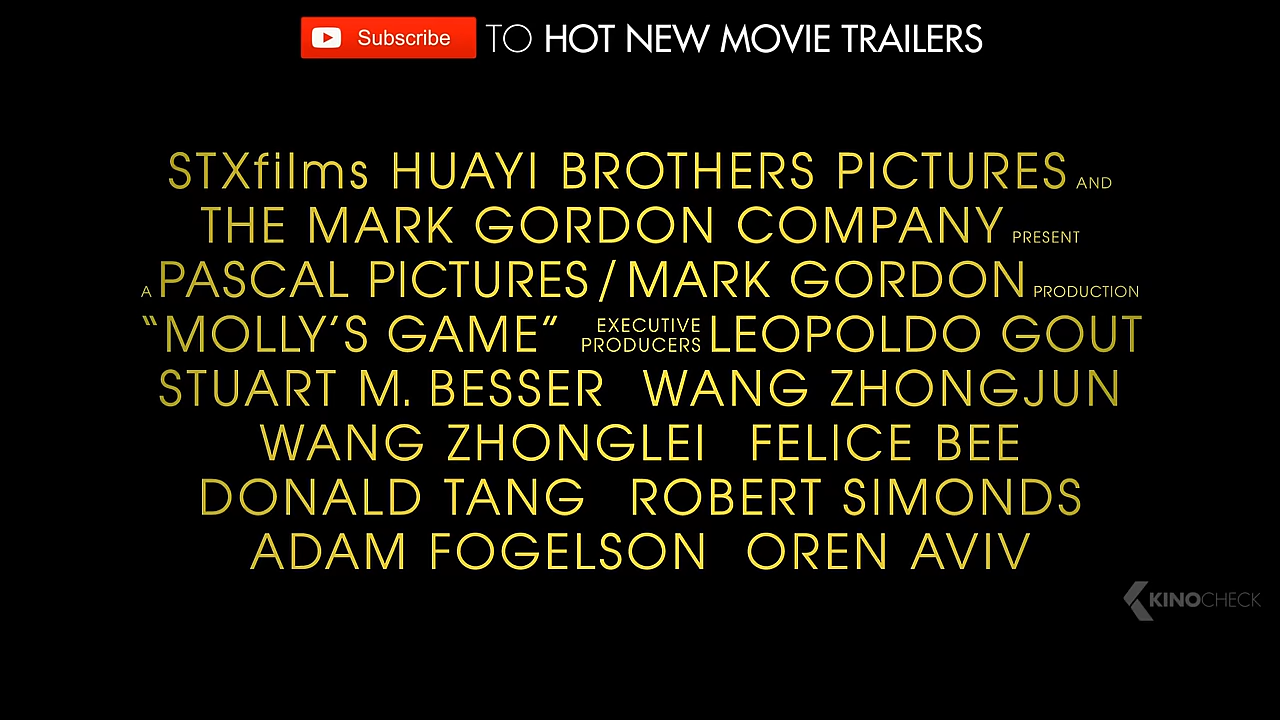 Subscribe TO HOT NEW MOVIE TRAILERS
STXfilms HUAYI BROTHERS PICTURES AND
THE MARK GORDON COMPANY PRESENT
A PASCAL PICTURES / MARK GORDON PRODUCTION
“MOLLY’S GAME” EXECUTIVE PRODUCERS LEOPOLDO GOUT
STUART M. BESSER WANG ZHONGJUN
WANG ZHONGLEI FELICE BEE
DONALD TANG ROBERT SIMONDS
ADAM FOGELSON OREN AVIV
KINOCHECK